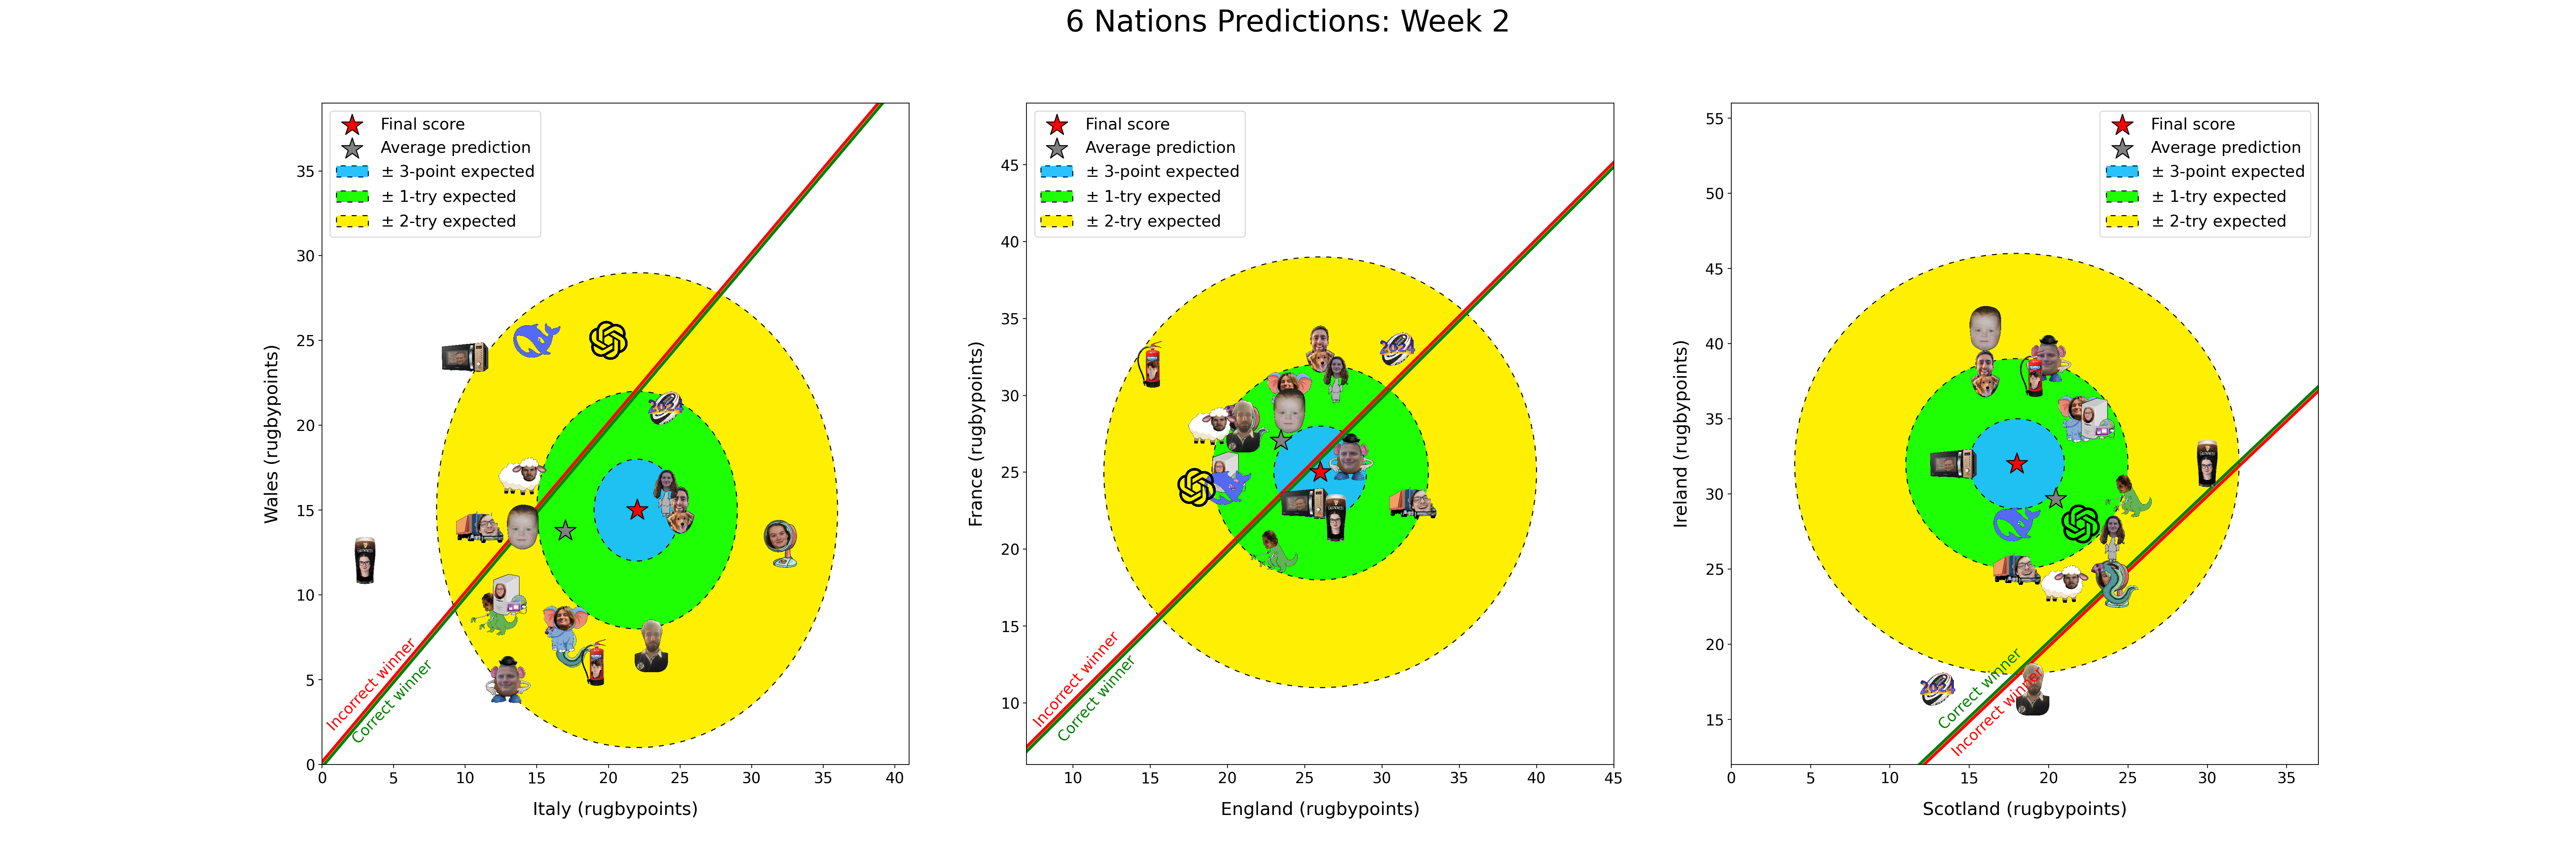 6 Nations Predictions: Week 2
Final score
Average prediction
± 3-point expected
± 1-try expected
± 2-try expected
35
30
25
20
15
10
5
0
Wales (rugbypoints)
2024
Incorrect winner
Correct winner
0 5 10 15 20 25 30 35 40
Italy (rugbypoints)
Final score
Average prediction
± 3-point expected
± 1-try expected
± 2-try expected
45
40
35
30
25
20
15
10
France (rugbypoints)
2024
Incorrect winner
Correct winner
10 15 20 25 30 35 40 45
England (rugbypoints)
Final score
Average prediction
± 3-point expected
± 1-try expected
± 2-try expected
55
50
45
40
35
30
25
20
15
Ireland (rugbypoints)
2024
Correct winner
Incorrect winner
0 5 10 15 20 25 30 35
Scotland (rugbypoints)